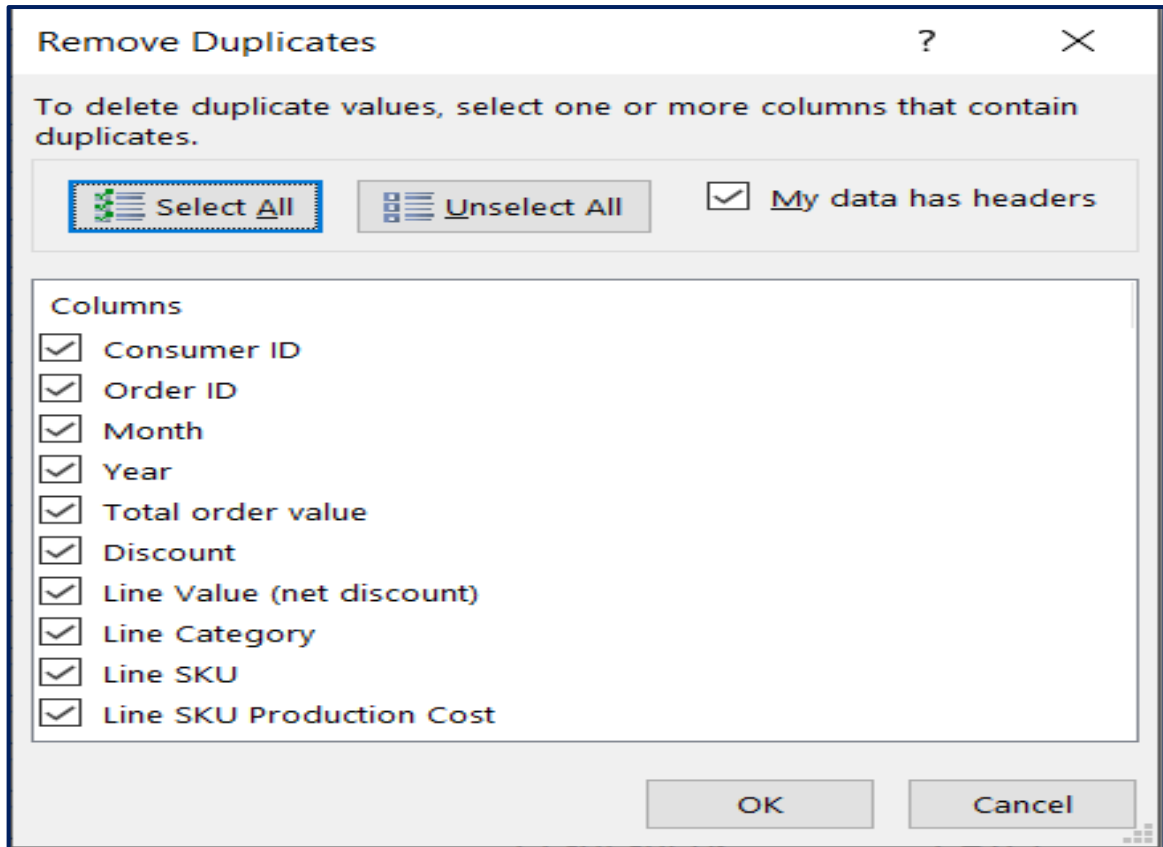 Remove Duplicates ?
To delete duplicate values, select one or more columns that contain
duplicates.
Select All Unselect All My data has headers
Columns
Consumer ID
Order ID
Month
Year
Total order value
Discount
Line Value (net discount)
Line Category
Line SKU
Line SKU Production Cost
OK Cancel